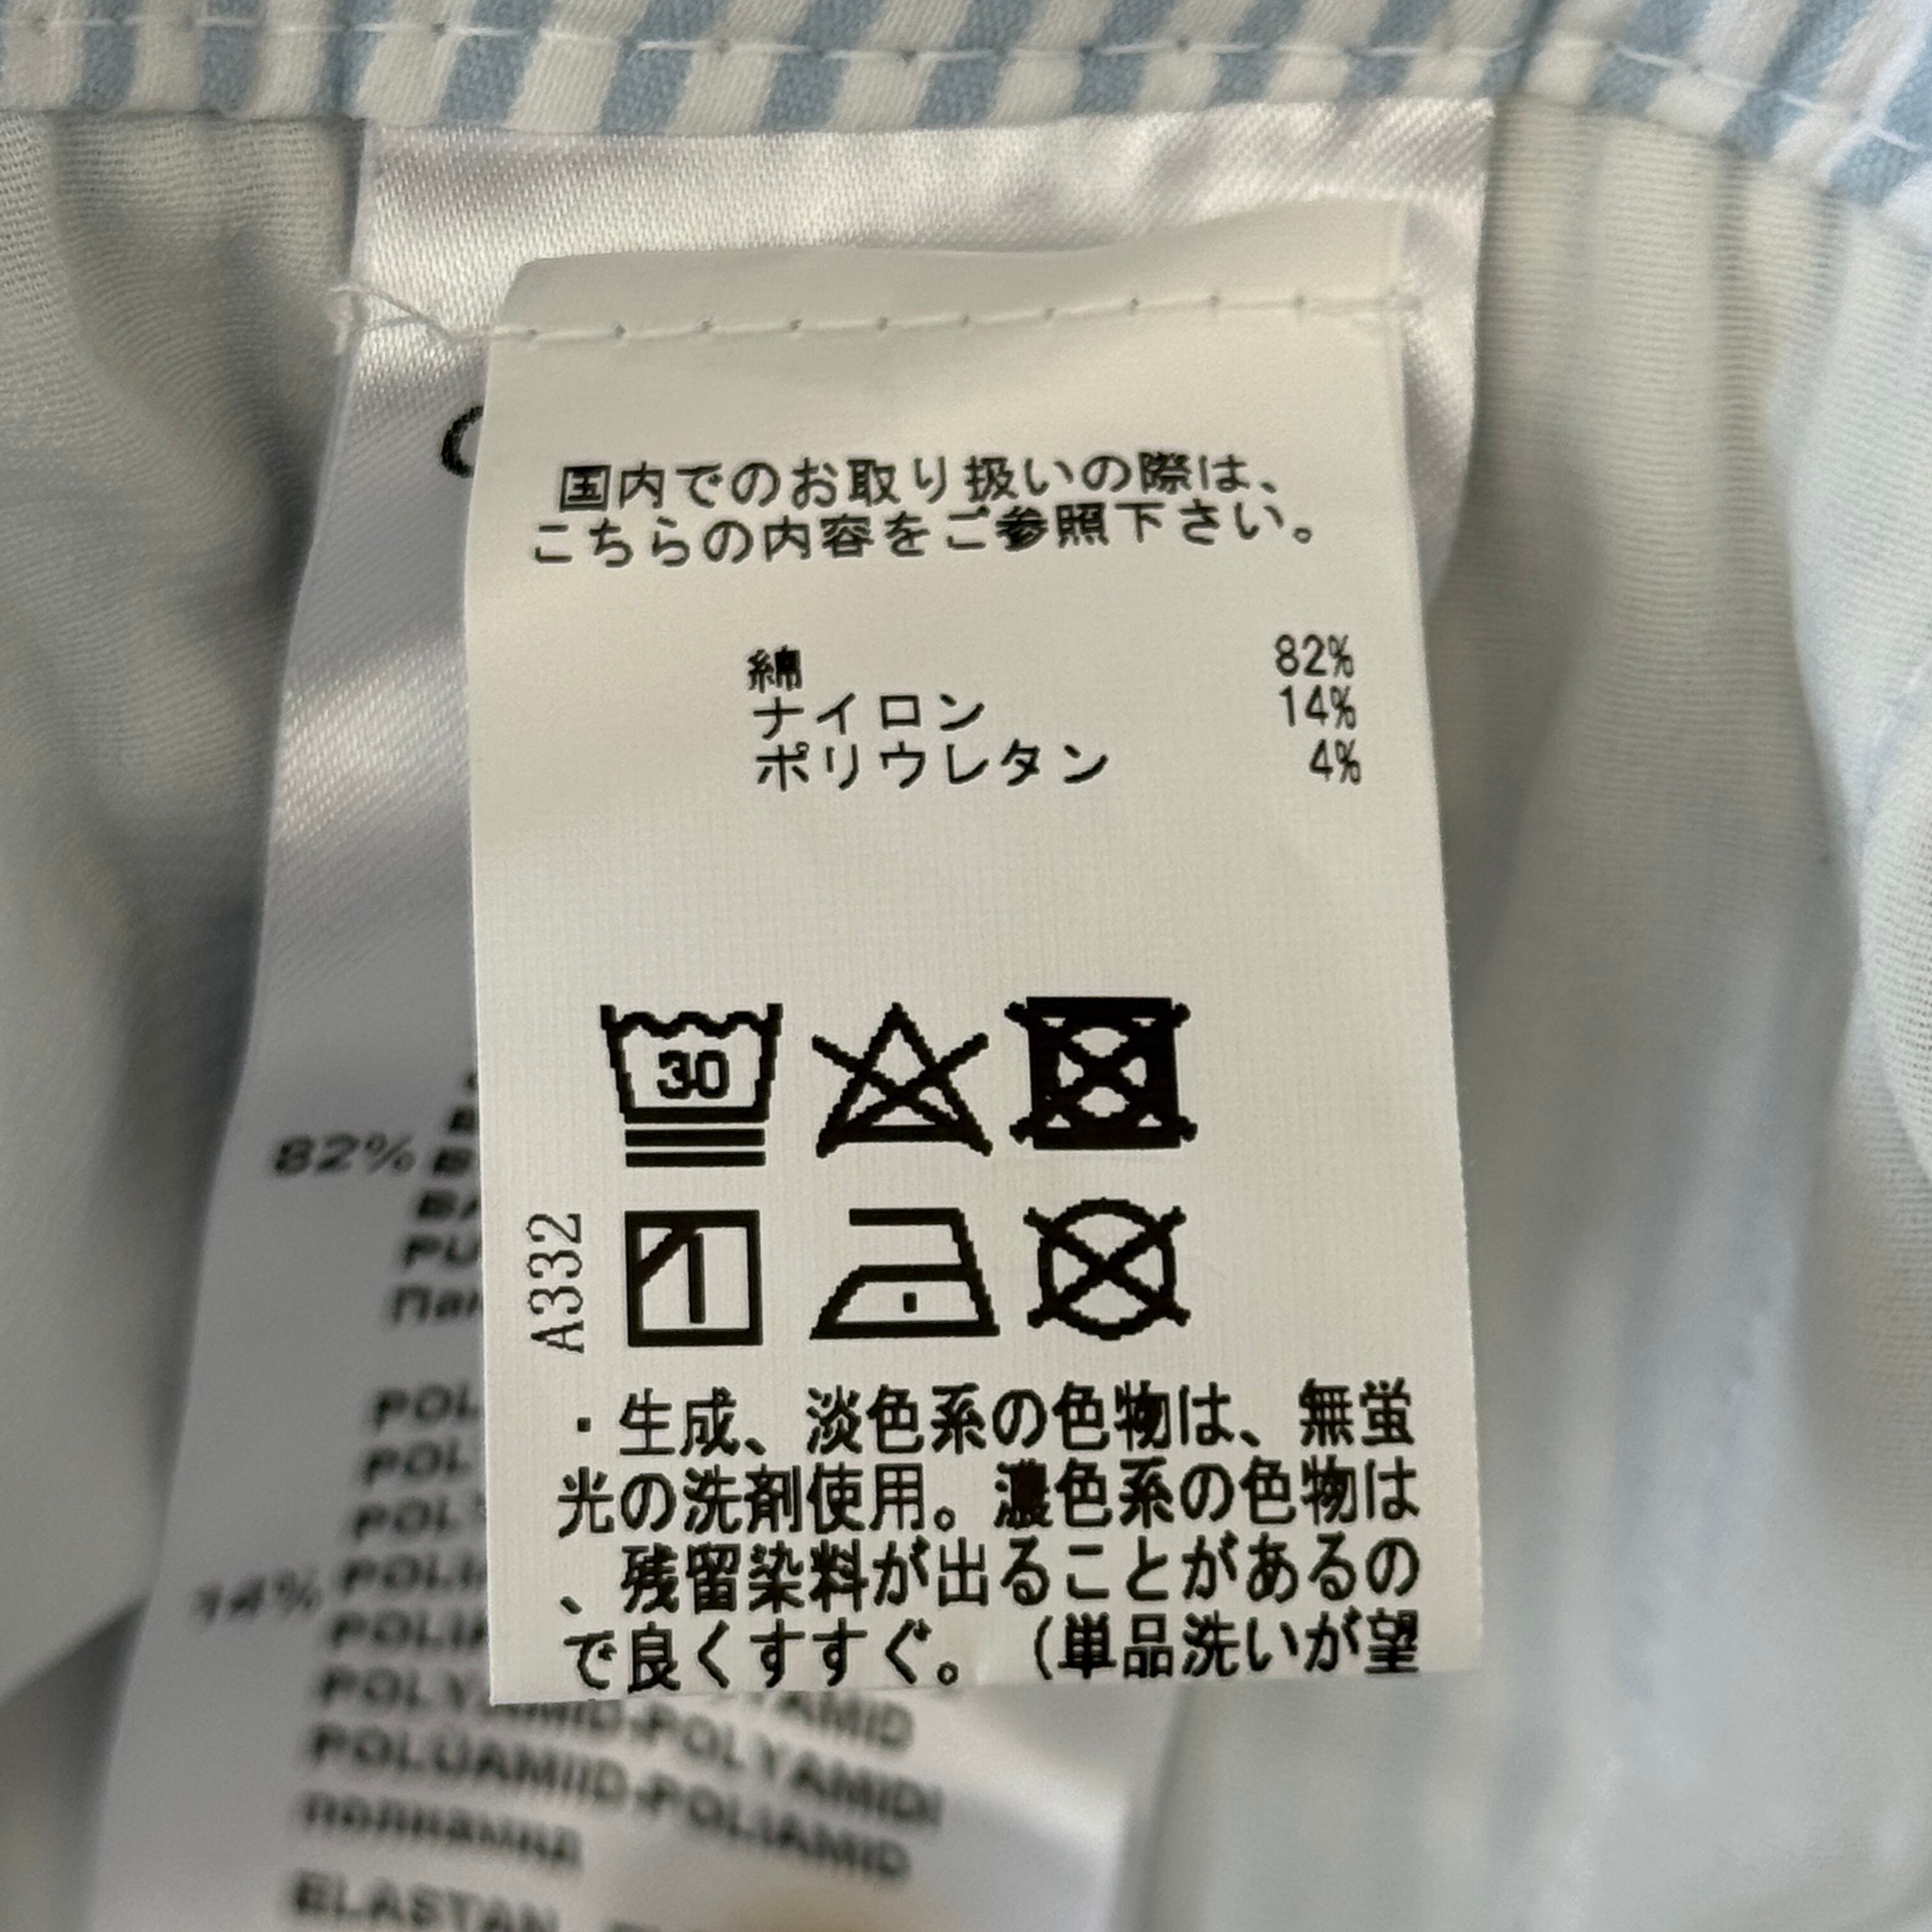 国内でのお取り扱いの際は、
こちらの内容をご参照下さい。
綿 82%
ナイロン 14%
ポリウレタン 4%
30
A332
・生成、淡色系の色物は、無蛍
光の洗剤使用。濃色系の色物は
、残留染料が出ることがあるの
で良くすすぐ。（単品洗いが望
82%
14%
POLYAMID-POLYAMIDI
POLÜAMIID-POLIAMID
полиамид
ELASTAN